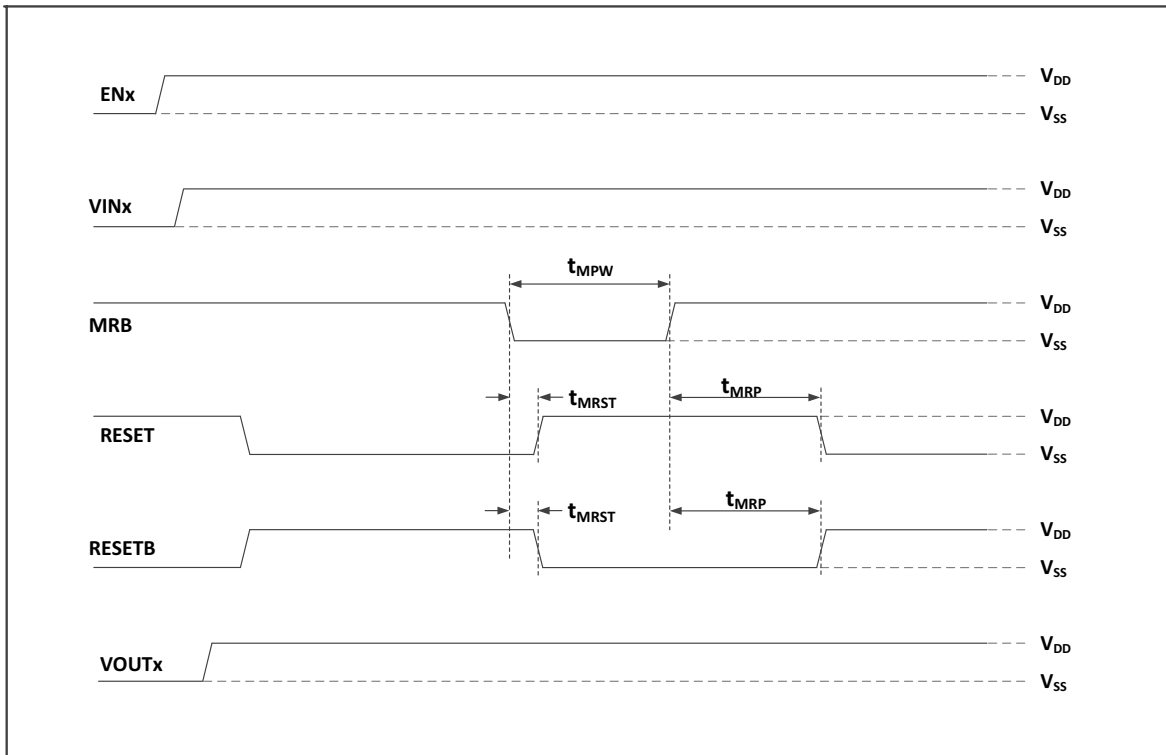 ENx
V_DD
V_SS
VINx
V_DD
V_SS
t_MPW
MRB
V_DD
V_SS
t_MRST
t_MRP
RESET
V_DD
V_SS
t_MRST
t_MRP
RESETB
V_DD
V_SS
VOUTx
V_DD
V_SS